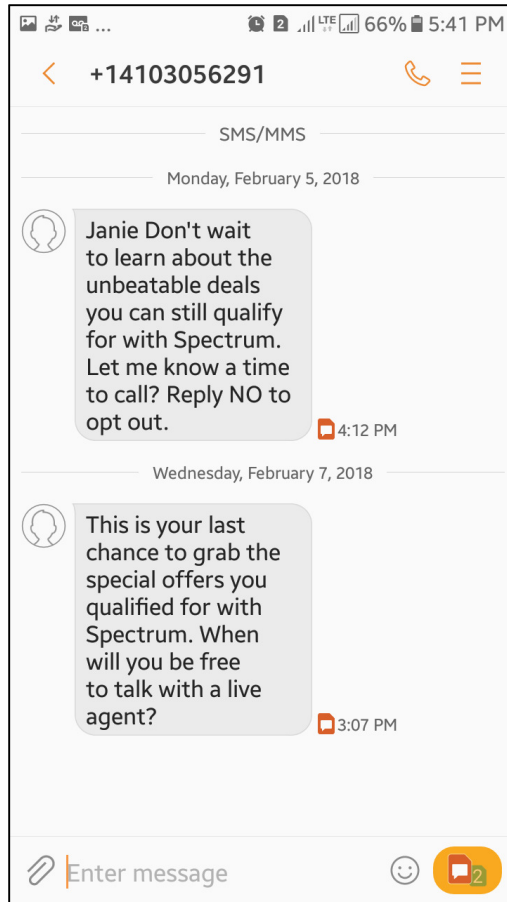 ... 2 LTE 66% 5:41 PM
+14103056291
SMS/MMS
Monday, February 5, 2018
Janie Don't wait
to learn about the
unbeatable deals
you can still qualify
for with Spectrum.
Let me know a time
to call? Reply NO to
opt out.
4:12 PM
Wednesday, February 7, 2018
This is your last
chance to grab the
special offers you
qualified for with
Spectrum. When
will you be free
to talk with a live
agent?
3:07 PM
Enter message
2